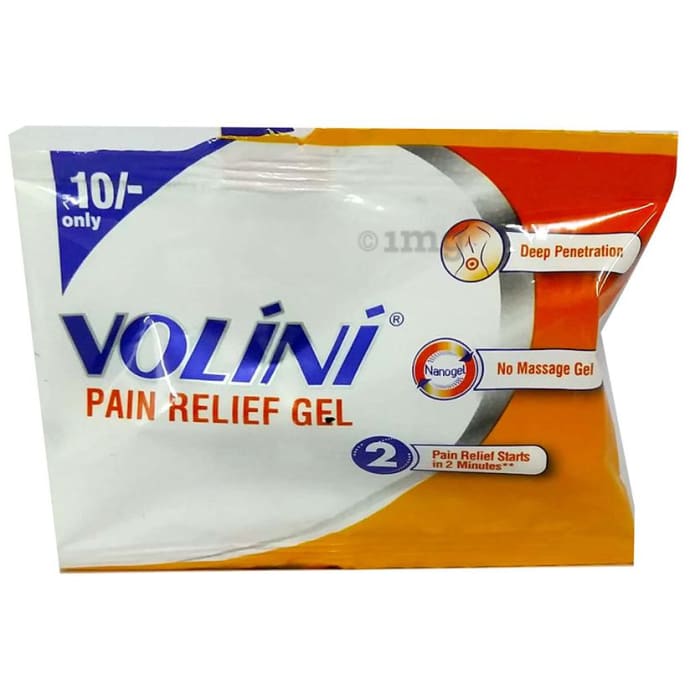 ₹10/-
only
© 1mg
Deep Penetration
VOLINI®
Nanogel
No Massage Gel
PAIN RELIEF GEL
2
Pain Relief Starts
in 2 Minutes**